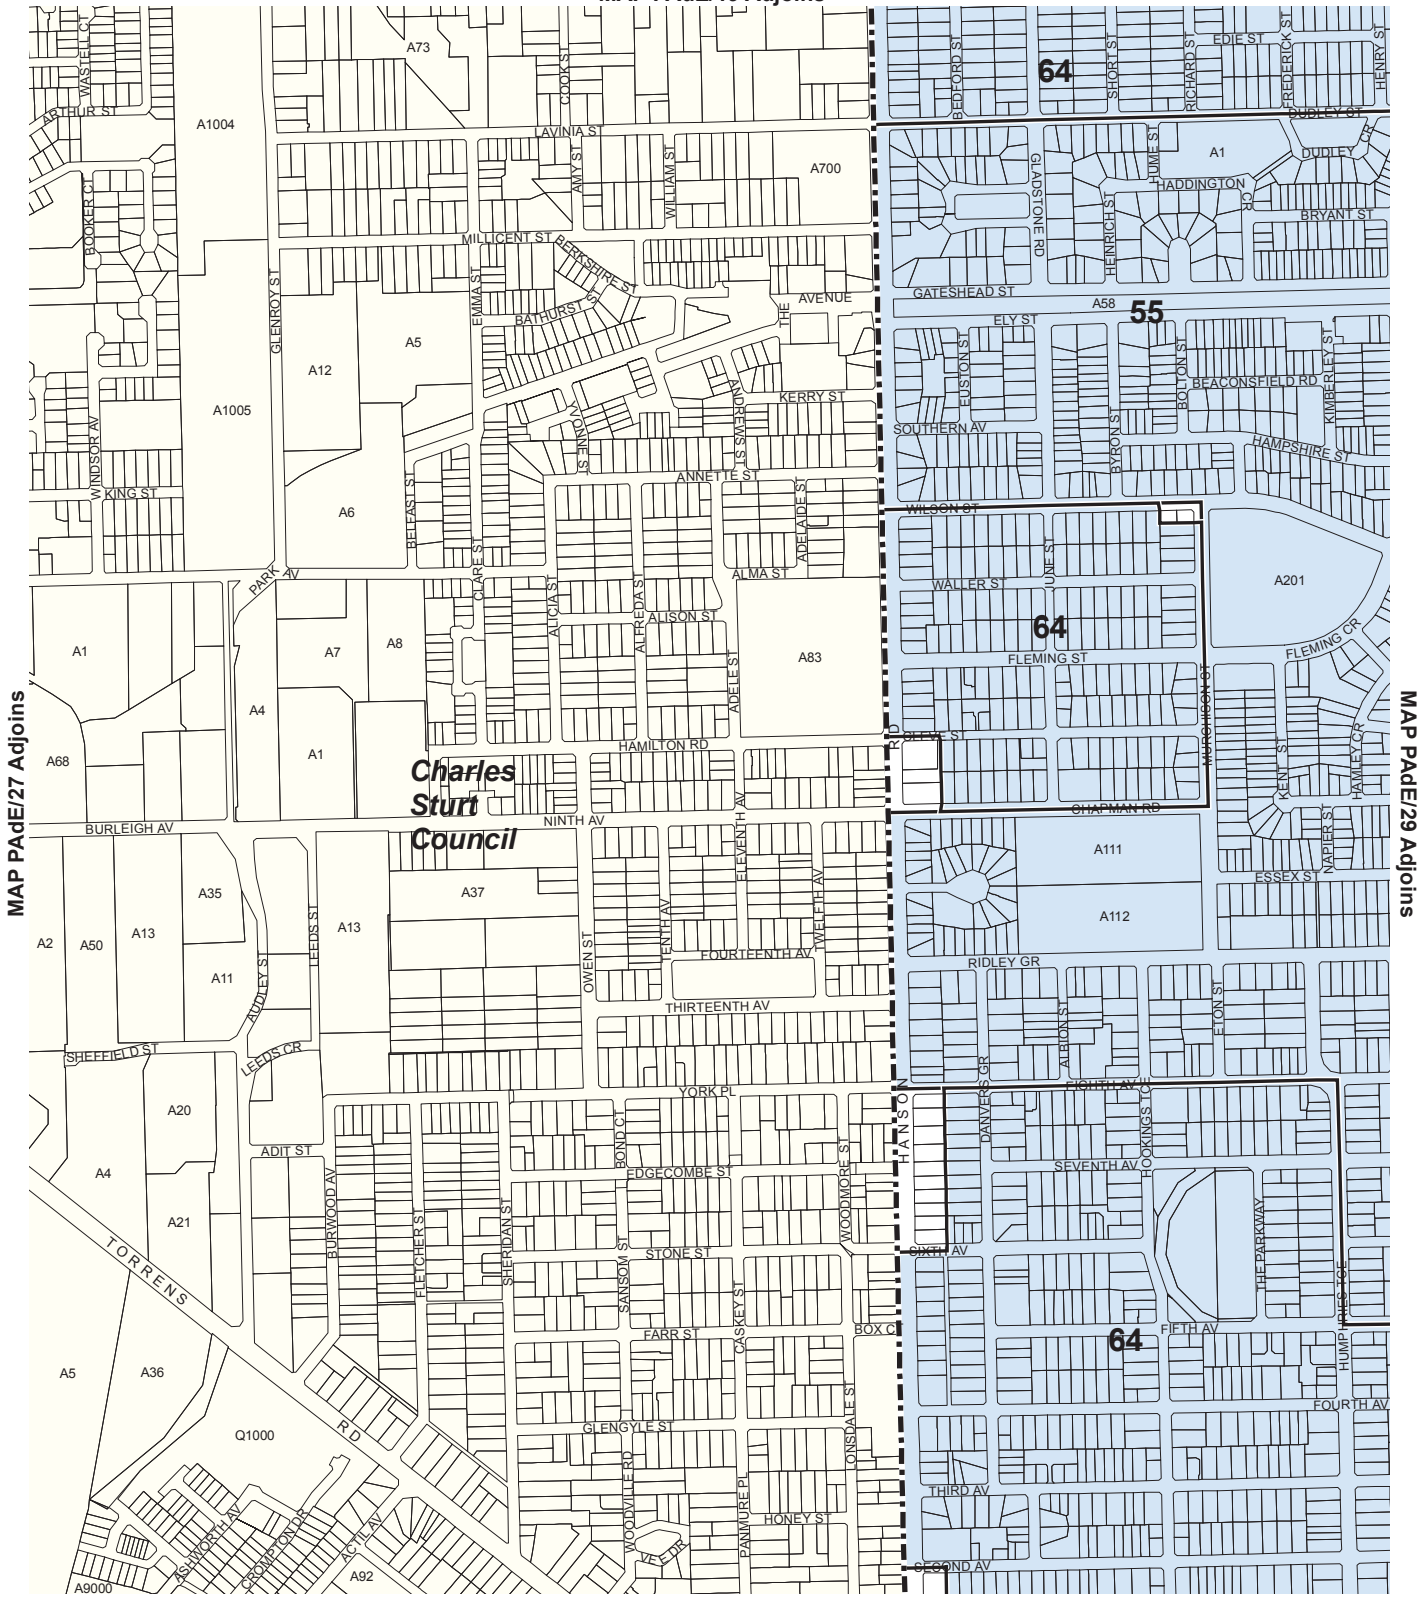 MAP PAdE/27 Adjoins
MAP PAdE/29 Adjoins
WASTELL CT
A73
COOK ST
BEDFORD ST
64
SHORT ST
RICHARD ST
EDIE ST
FREDERICK ST
HENRY ST
ARTHUR ST
A1004
LAVINIA ST
DUDLEY ST
AMY ST
WILLIAM ST
A700
GLADSTONE RD
HUME ST
A1
DUDLEY CR
BOOKER CT
HEINRICH ST
HADDINGTON CR
BRYANT ST
MILLICENT ST
BERKSHIRE ST
GLENROY ST
EMMA ST
BATHURST ST
THE AVENUE
GATESHEAD ST
A58
55
ELY ST
A5
A12
A1005
EUSTON ST
BOLTON ST
KIMBERLEY ST
BEACONSFIELD RD
WINDSOR AV
YVONNE ST
ANDREWS ST
KERRY ST
SOUTHERN AV
BYRON ST
HAMPSHIRE ST
KING ST
BELFAST ST
ANNETTE ST
ADELAIDE ST
A6
WILSON ST
JUNE ST
PARK AV
CLARE ST
ALICIA ST
ALFREDA ST
ALMA ST
WALLER ST
A201
ALISON ST
64
A1
A7
A8
ADELE ST
A83
FLEMING ST
FLEMING CR
A4
MURCHICON ST
A68
A1
HAMILTON RD
RD
CLEVE ST
KENT ST
HAMLEY CR
Charles
Sturt
Council
BURLEIGH AV
NINTH AV
ELEVENTH AV
CHAPMAN RD
NAPIER ST
A111
ESSEX ST
A35
A37
A2
A50
A13
A13
LEEDS ST
OWEN ST
TENTH AV
TWELFTH AV
A112
A11
AUDLEY ST
FOURTEENTH AV
RIDLEY GR
THIRTEENTH AV
ALBION ST
ETON ST
SHEFFIELD ST
LEEDS CR
YORK PL
HANSON
DANVERS GR
EIGHTH AV
HOOKINGS TCE
A20
ADIT ST
BOND CT
EDGECOMBE ST
WOODMORE ST
SEVENTH AV
A4
BURWOOD AV
FLETCHER ST
SHERIDAN ST
THE PARKWAY
A21
SANSOM ST
STONE ST
SIXTH AV
TORRENS
CASKEY ST
HUMPHRIES TCE
FARR ST
BOX C
FIFTH AV
64
A5
A36
LONSDALE ST
FOURTH AV
Q1000
RD
GLENGYLE ST
WOODVILLE RD
PANMURE PL
THIRD AV
ASHWORTH AV
CROMPTON DR
ACTIL AV
HONEY ST
VEE DR
SECOND AV
A92
A9000